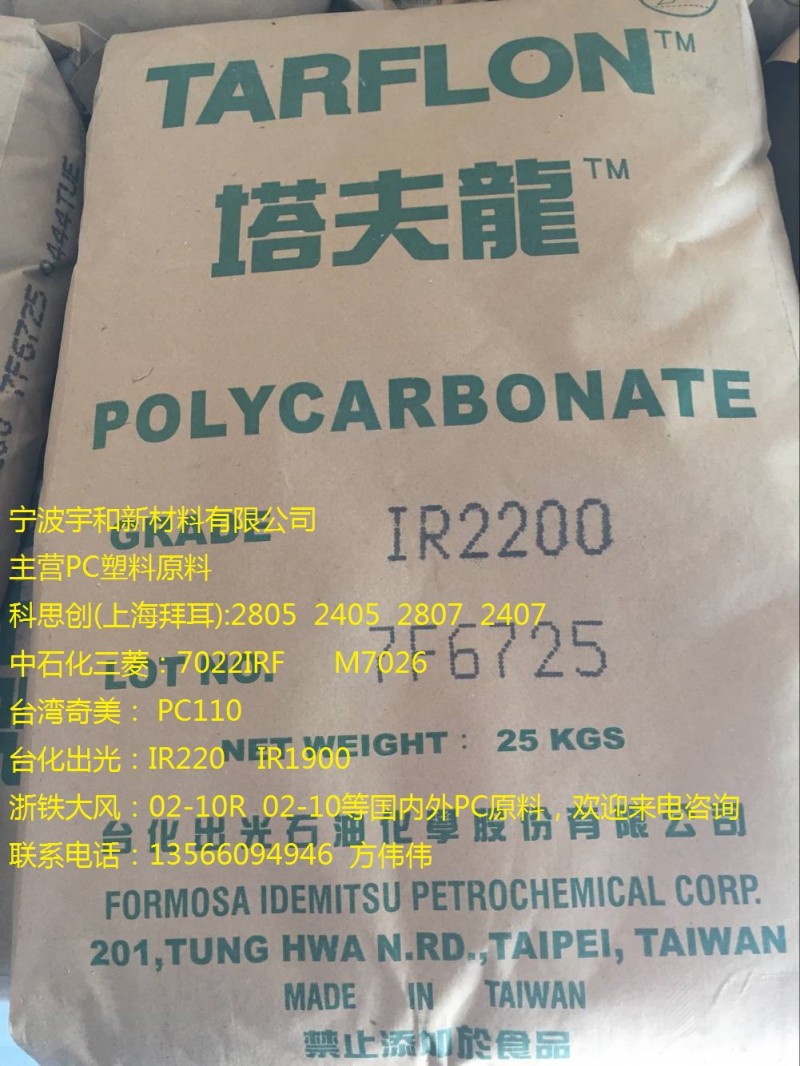 TARFLON™
塔夫龍™
POLYCARBONATE
7F6725 9444TUE
宁波宇和新材料有限公司
GRADE IR2200
主营PC塑料原料
科思创(上海拜耳):2805 2405 2807 2407
LOT NO. 7F6725
中石化三菱：7022IRF M7026
台湾奇美： PC110
NET WEIGHT： 25 KGS
台化出光：IR220 IR1900
浙铁大风：02-10R 02-10等国内外PC原料，欢迎来电咨询
台化出光石油化學股份有限公司
联系电话：13566094946 方伟伟
FORMOSA IDEMITSU PETROCHEMICAL CORP.
201,TUNG HWA N.RD.,TAIPEI, TAIWAN
MADE IN TAIWAN
禁止添加於食品